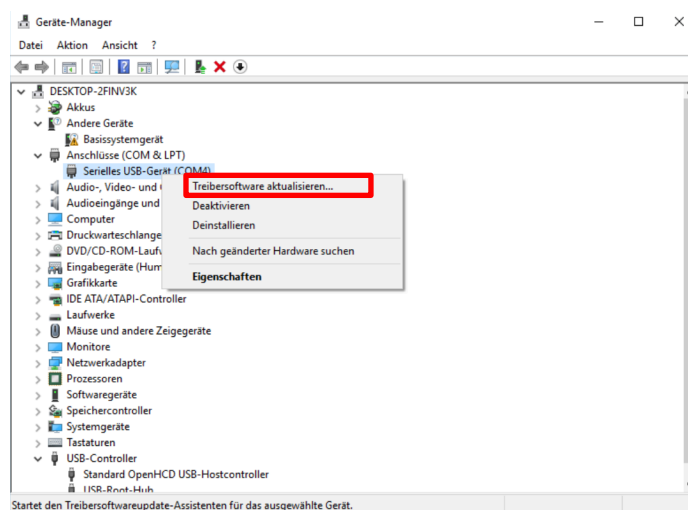 Geräte-Manager
Datei Aktion Ansicht ?
DESKTOP-2FINV3K
Akkus
Andere Geräte
Basissystemgerät
Anschlüsse (COM & LPT)
Serielles USB-Gerät (COM4)
Audio-, Video- und
Audioeingänge und
Computer
Druckwarteschlange
DVD/CD-ROM-Laufw
Eingabegeräte (Hum
Grafikkarte
IDE ATA/ATAPI-Controller
Laufwerke
Mäuse und andere Zeigegeräte
Monitore
Netzwerkadapter
Prozessoren
Softwaregeräte
Speichercontroller
Systemgeräte
Tastaturen
USB-Controller
Standard OpenHCD USB-Hostcontroller
USB-Root-Hub
Treibersoftware aktualisieren...
Deaktivieren
Deinstallieren
Nach geänderter Hardware suchen
Eigenschaften
Startet den Treibersoftwareupdate-Assistenten für das ausgewählte Gerät.